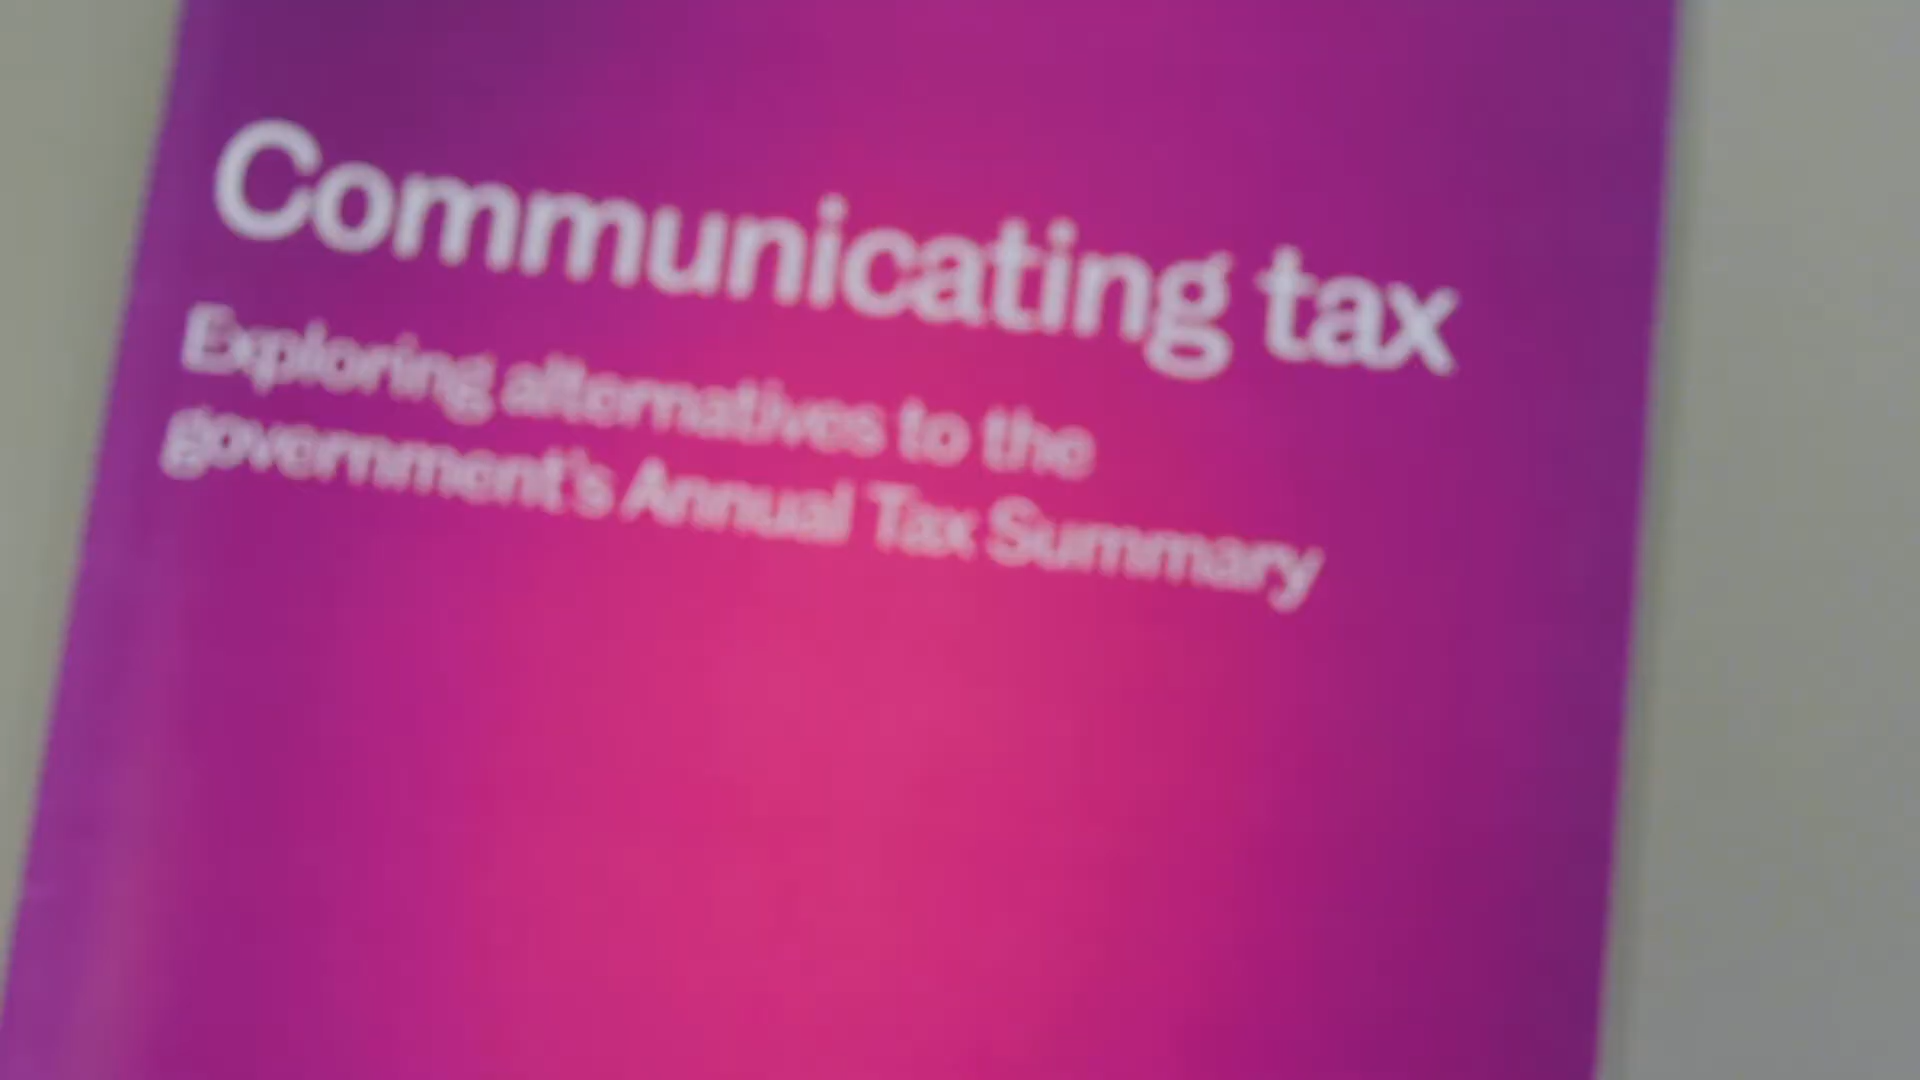 Communicating tax
Exploring alternatives to the
government's Annual Tax Summary